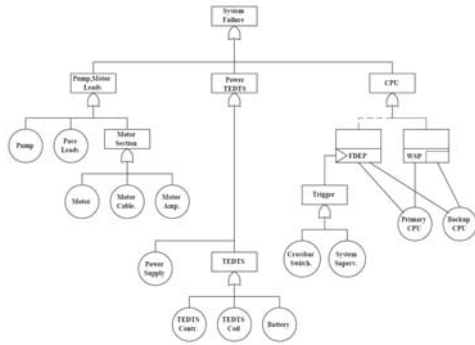 System
Failure
Pump,Motor
Leads
Power
TEDTS
CPU
Pump
Pace
Leads
Motor
Section
FDEP
WSP
Motor
Motor
Cable.
Motor
Amp.
Trigger
Primary
CPU
Backup
CPU
Power
Supply
TEDTS
Crossbar
Switch.
System
Superv.
TEDTS
Contr.
TEDTS
Coil
Battery